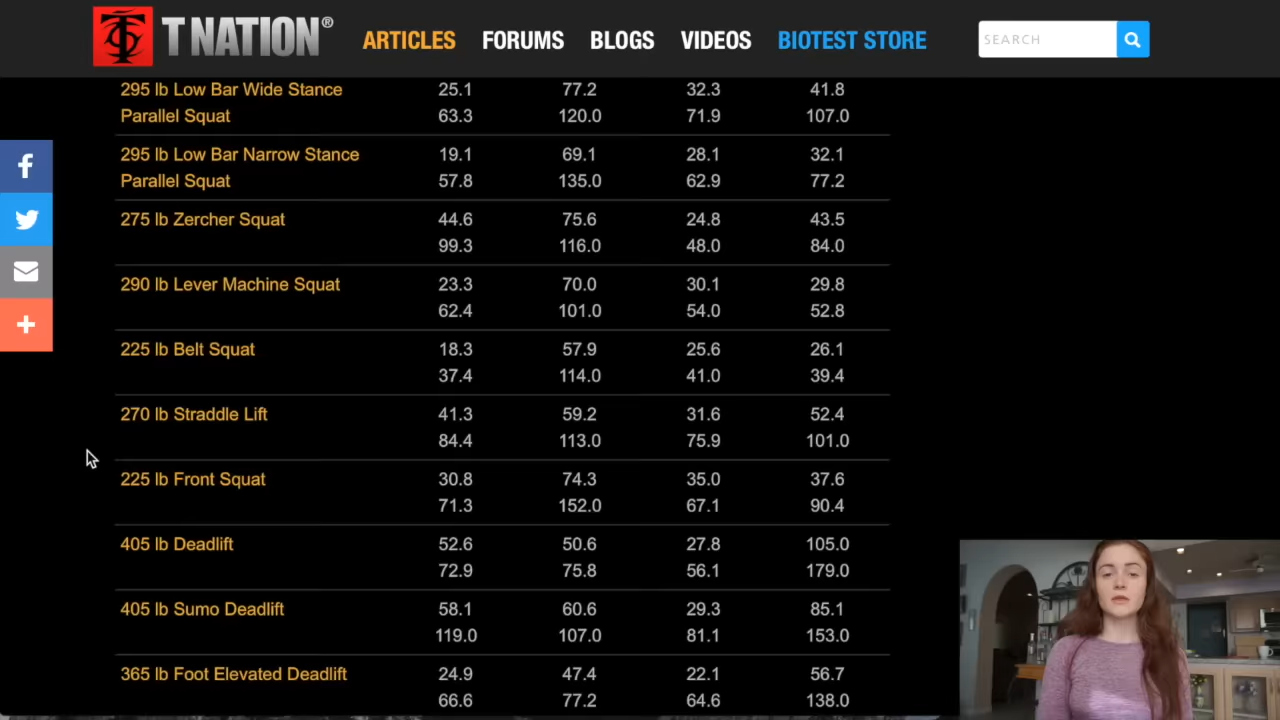 T NATION®
ARTICLES FORUMS BLOGS VIDEOS BIOTEST STORE SEARCH
295 lb Low Bar Wide Stance 25.1 77.2 32.3 41.8
Parallel Squat 63.3 120.0 71.9 107.0
295 lb Low Bar Narrow Stance 19.1 69.1 28.1 32.1
Parallel Squat 57.8 135.0 62.9 77.2
275 lb Zercher Squat 44.6 75.6 24.8 43.5
99.3 116.0 48.0 84.0
290 lb Lever Machine Squat 23.3 70.0 30.1 29.8
62.4 101.0 54.0 52.8
225 lb Belt Squat 18.3 57.9 25.6 26.1
37.4 114.0 41.0 39.4
270 lb Straddle Lift 41.3 59.2 31.6 52.4
84.4 113.0 75.9 101.0
225 lb Front Squat 30.8 74.3 35.0 37.6
71.3 152.0 67.1 90.4
405 lb Deadlift 52.6 50.6 27.8 105.0
72.9 75.8 56.1 179.0
405 lb Sumo Deadlift 58.1 60.6 29.3 85.1
119.0 107.0 81.1 153.0
365 lb Foot Elevated Deadlift 24.9 47.4 22.1 56.7
66.6 77.2 64.6 138.0